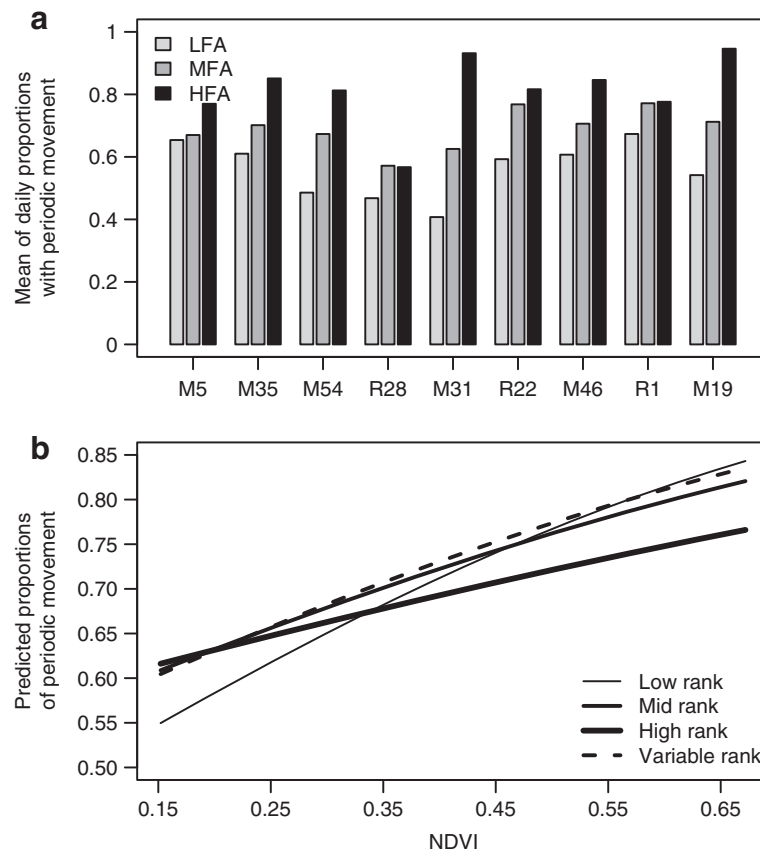 a
Mean of daily proportions
with periodic movement
1
0.8
0.6
0.4
0.2
0
LFA
MFA
HFA
M5 M35 M54 R28 M31 R22 M46 R1 M19
b
Predicted proportions
of periodic movement
0.85
0.80
0.75
0.70
0.65
0.60
0.55
0.50
Low rank
Mid rank
High rank
Variable rank
0.15 0.25 0.35 0.45 0.55 0.65
NDVI